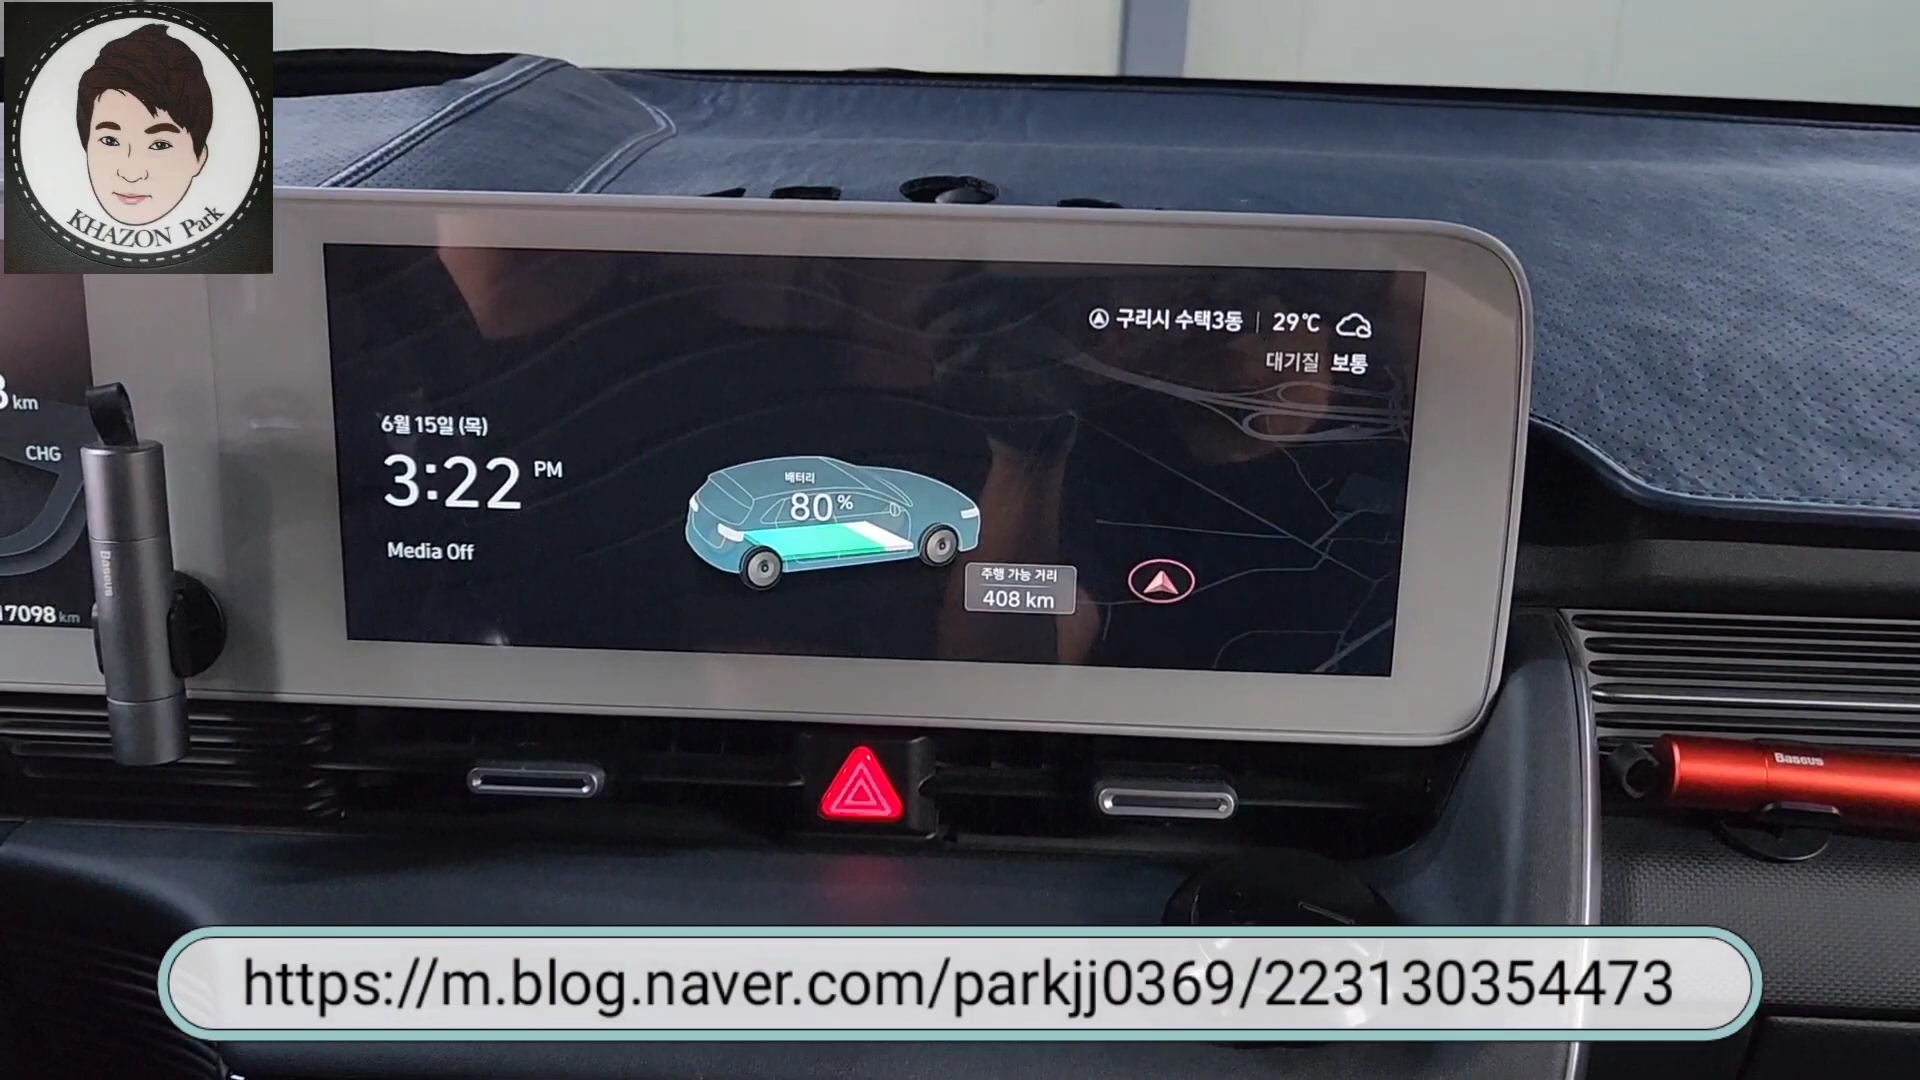 KHAZON Park
구리시 수택3동 | 29℃
대기질 보통
6월 15일 (목)
3:22 PM
Media Off
배터리
80%
주행 가능 거리
408 km
km
CHG
7098 km
Baseus
Baseus
https://m.blog.naver.com/parkjj0369/223130354473